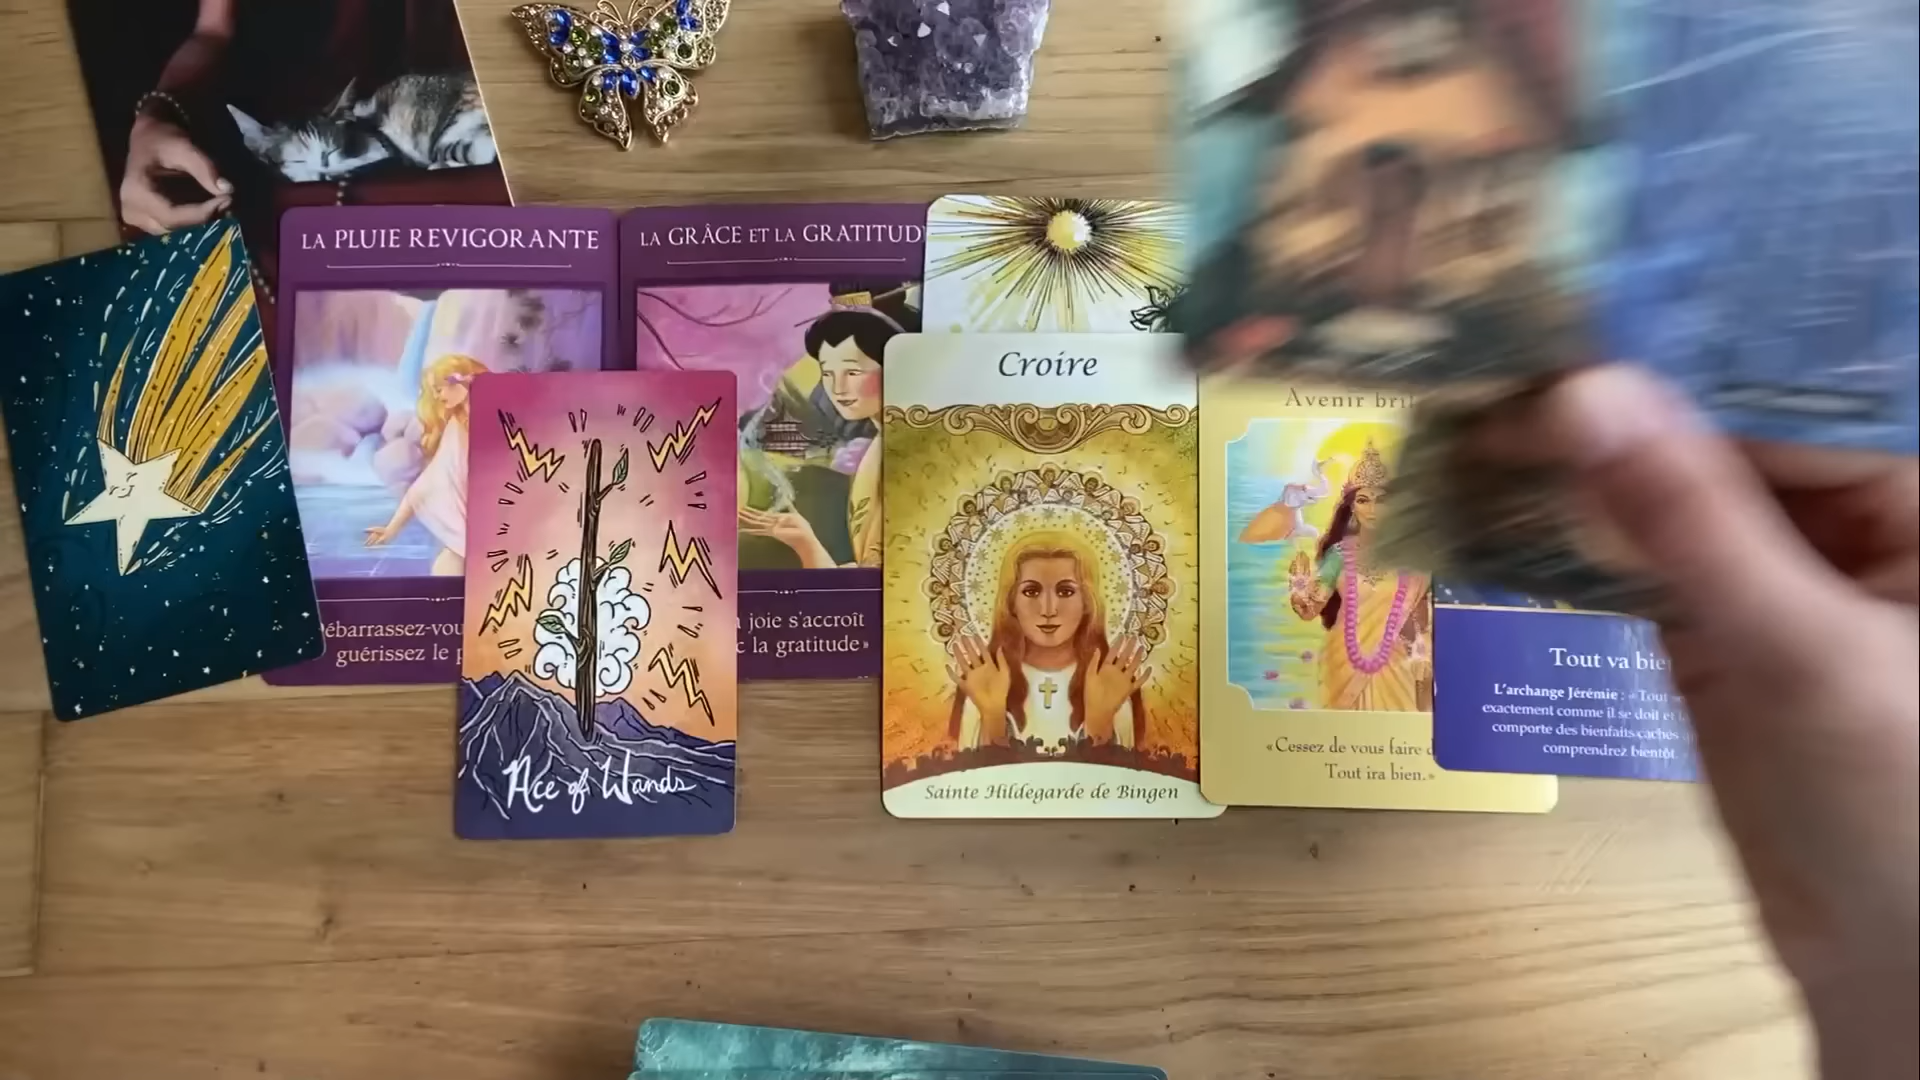 LA PLUIE REVIGORANTE
LA GRÂCE ET LA GRATITUD
Croire
Avenir bril
ébarrassez-vou
guérissez le p
joie s'accroît
c la gratitude»
Tout va bie
L'archange Jérémie : « Tout
exactement comme il se doit et
comporte des bienfaits cachés
comprendrez bientôt.
«Cessez de vous faire d
Tout ira bien.»
Ace of Wands
Sainte Hildegarde de Bingen